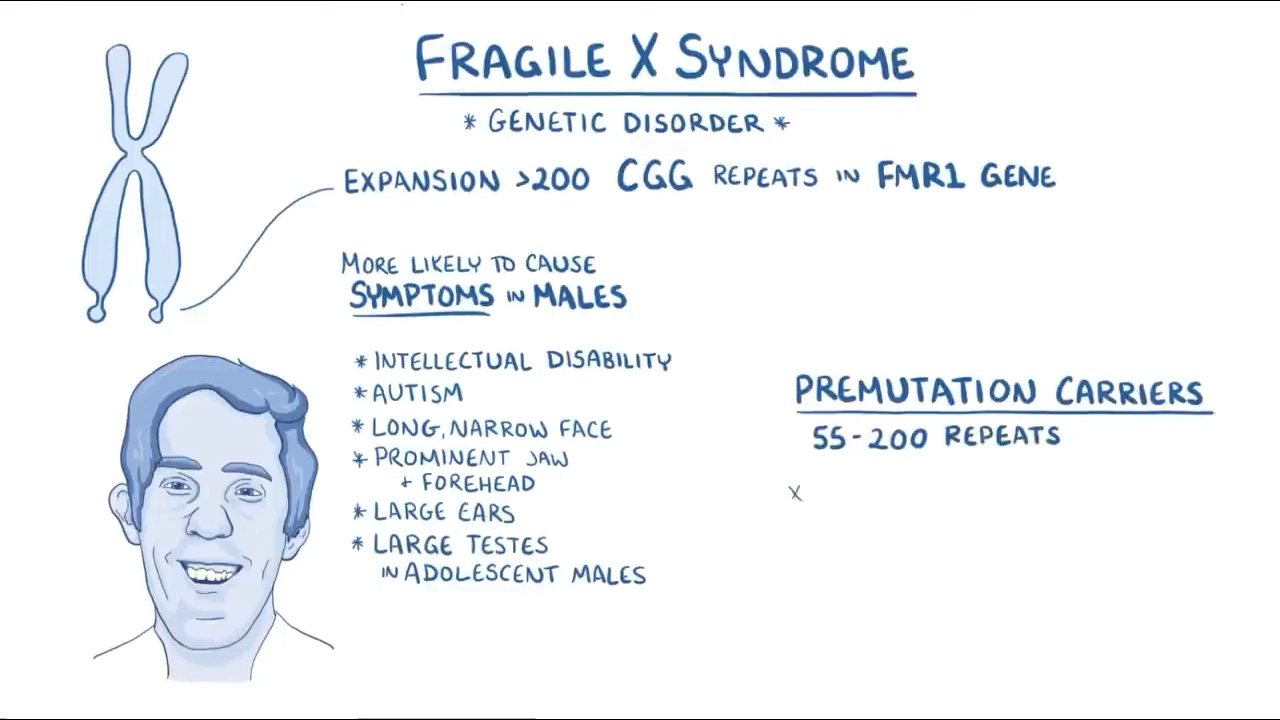 FRAGILE X SYNDROME
* GENETIC DISORDER *
EXPANSION >200 CGG REPEATS IN FMR1 GENE
MORE LIKELY TO CAUSE
SYMPTOMS IN MALES
* INTELLECTUAL DISABILITY
* AUTISM
* LONG, NARROW FACE
* PROMINENT JAW
+ FOREHEAD
* LARGE EARS
* LARGE TESTES
IN ADOLESCENT MALES
PREMUTATION CARRIERS
55-200 REPEATS
x